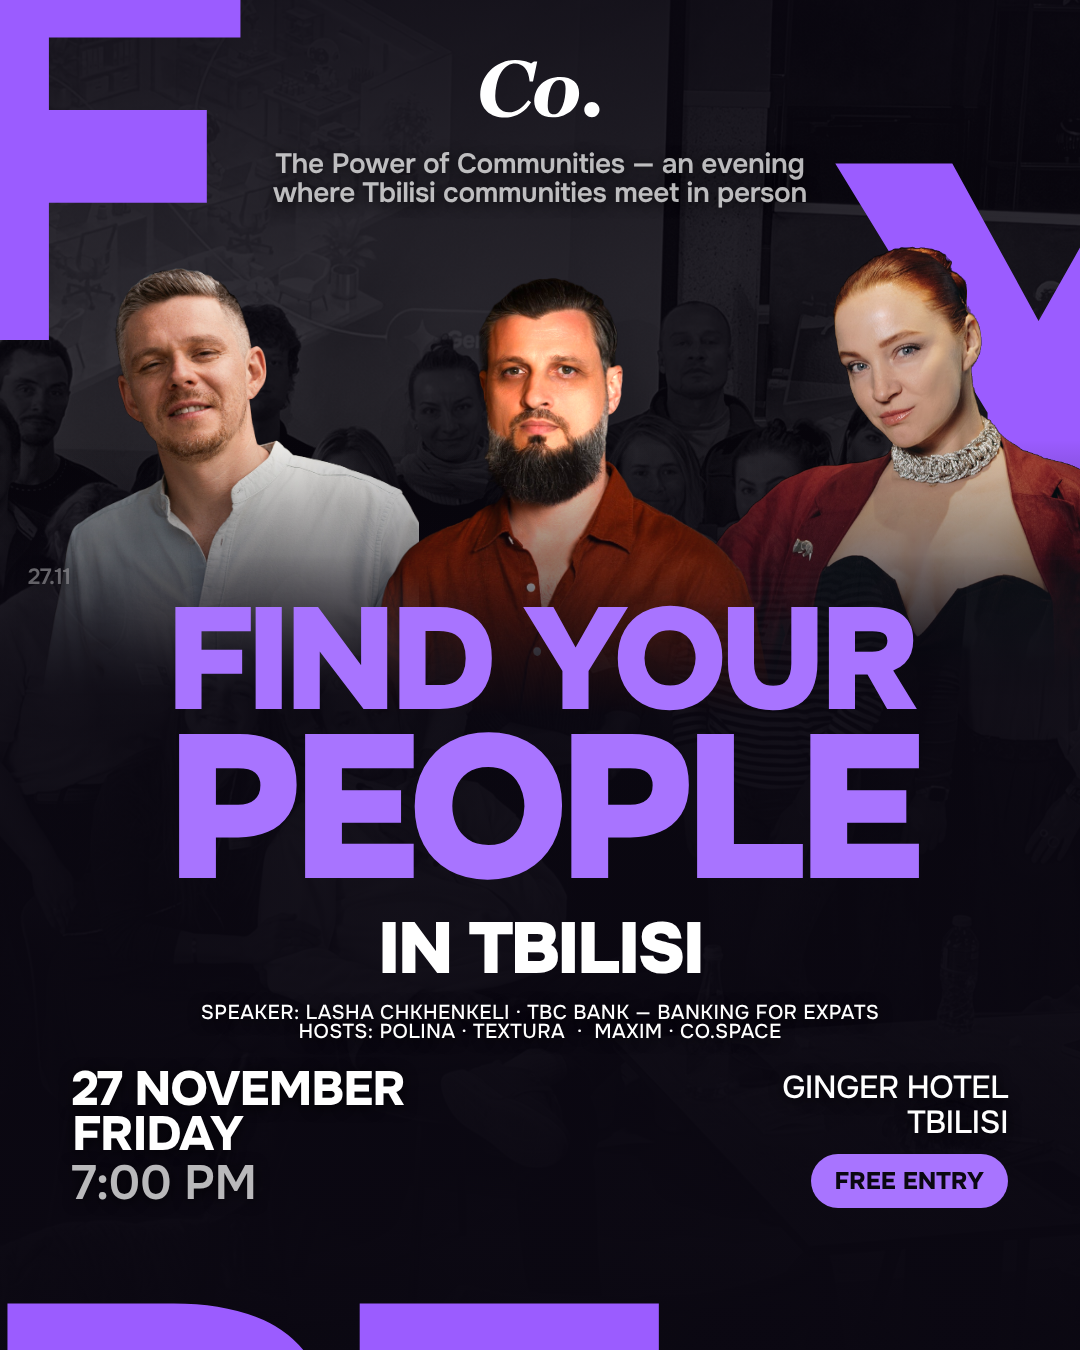 Co.
The Power of Communities — an evening
where Tbilisi communities meet in person
27.11
FIND YOUR
PEOPLE
IN TBILISI
SPEAKER: LASHA CHKHENKELI · TBC BANK — BANKING FOR EXPATS
HOSTS: POLINA · TEXTURA · MAXIM · CO.SPACE
27 NOVEMBER
FRIDAY
7:00 PM
GINGER HOTEL
TBILISI
FREE ENTRY